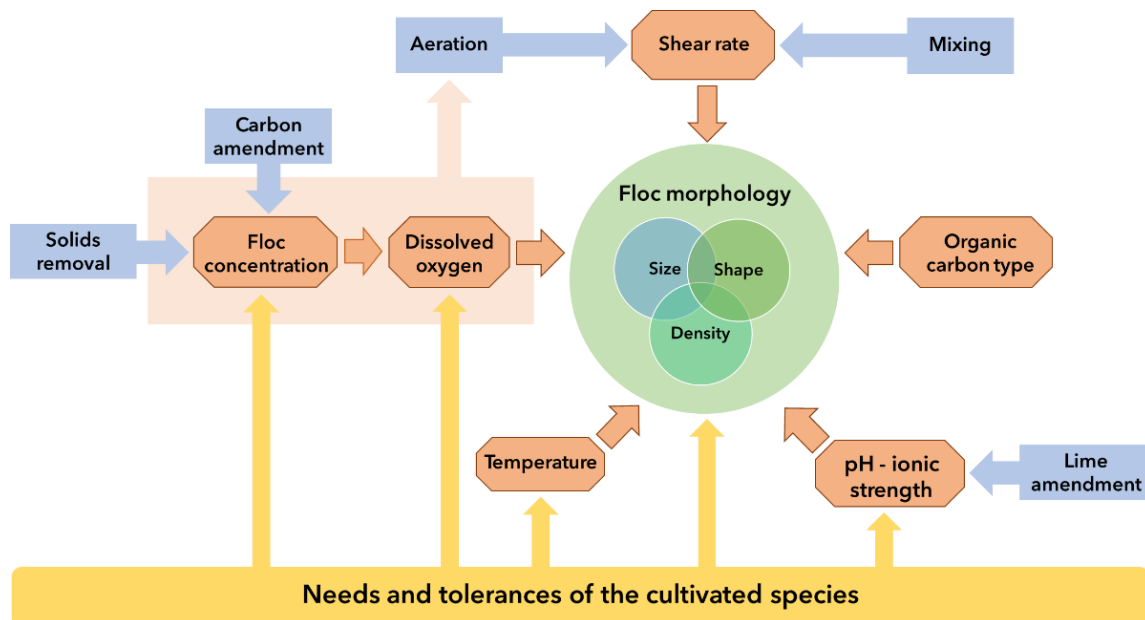 Aeration
Shear rate
Mixing
Carbon
amendment
Floc morphology
Solids
removal
Floc
concentration
Dissolved
oxygen
Size
Shape
Density
Organic
carbon type
Temperature
pH - ionic
strength
Lime
amendment
Needs and tolerances of the cultivated species